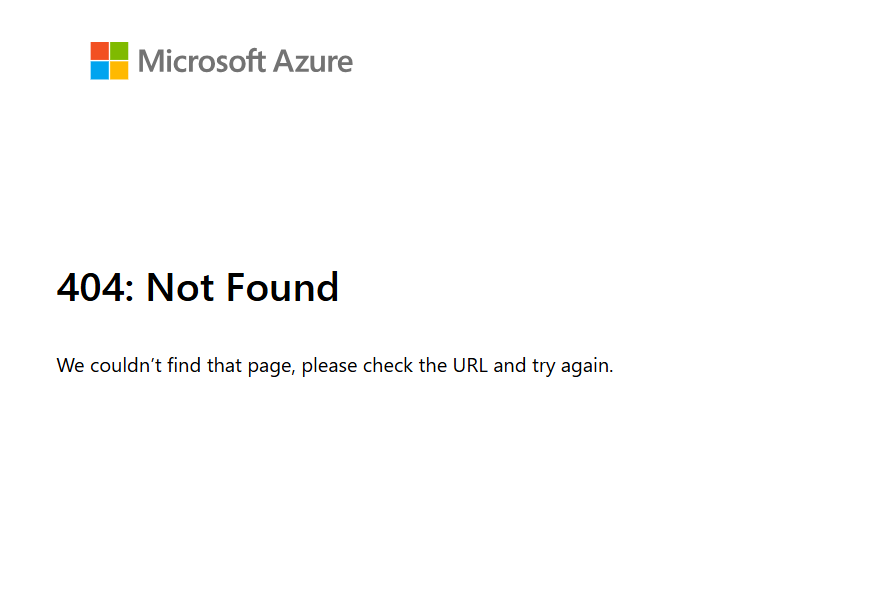 Microsoft Azure
404: Not Found
We couldn’t find that page, please check the URL and try again.